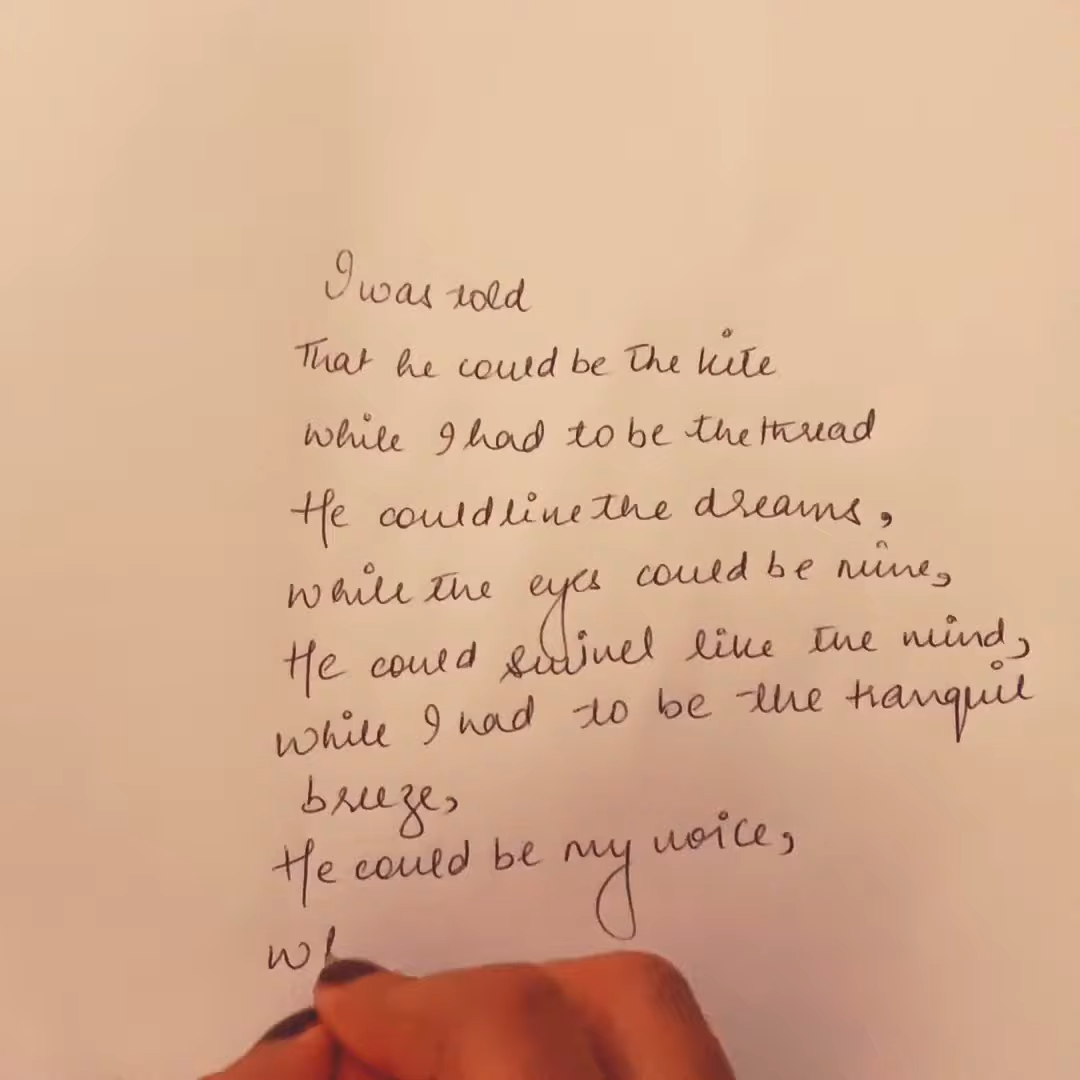 I was told
That he could be the kite
while I had to be the thread
He could live the dreams,
while the eyes could be mine,
He could swivel like the wind,
while I had to be the tranquil
breeze,
He could be my voice,
wh